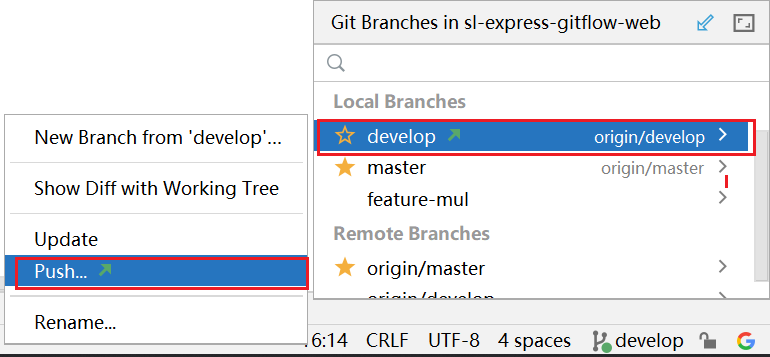 Git Branches in sl-express-gitflow-web
Local Branches
develop origin/develop
master origin/master
feature-mul
Remote Branches
origin/master
origin/develop
New Branch from 'develop'...
Show Diff with Working Tree
Update
Push...
Rename...
6:14 CRLF UTF-8 4 spaces develop